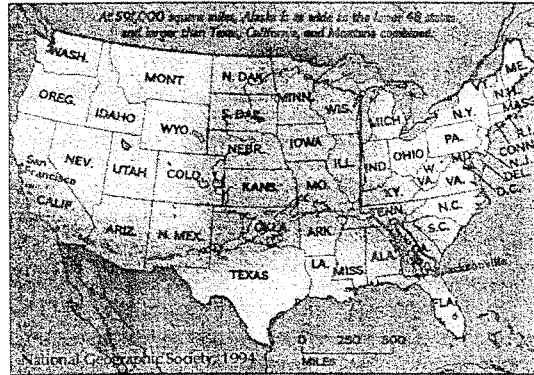 At 591,000 square miles, Alaska is as wide as the lower 48 states
and larger than Texas, California, and Montana combined.
WASH.
MONT
N. DAK.
MINN.
ME.
OREG.
IDAHO
WYO.
S. DAK.
WIS.
MICH
N.Y.
N.H.
MASS
R.I.
CONN
N.J.
DEL.
D.C.
NEBR.
IOWA
ILL.
IND.
OHIO
PA.
MD.
W.
VA.
VA.
San
Francisco
NEV.
UTAH
COLO.
KANS.
MO.
KY.
CALIF
ARIZ.
N. MEX.
OKLA
ARK.
TENN.
N.C.
S.C.
TEXAS
LA.
MISS
ALA.
GA.
Jacksonville
FLA.
0 250 500
MILES
National Geographic Society, 1994